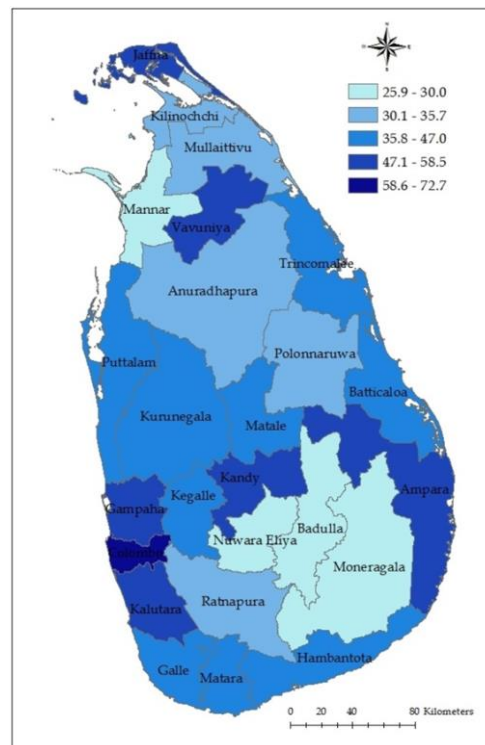 Jaffna
25.9 - 30.0
30.1 - 35.7
35.8 - 47.0
47.1 - 58.5
58.6 - 72.7
Kilinochchi
Mullaittivu
Mannar
Vavuniya
Trincomalee
Anuradhapura
Polonnaruwa
Puttalam
Batticaloa
Kurunegala
Matale
Kandy
Ampara
Kegalle
Gampaha
Badulla
Nuwara Eliya
Colombo
Moneragala
Kalutara
Ratnapura
Hambantota
Galle
Matara
0 20 40 80 Kilometers